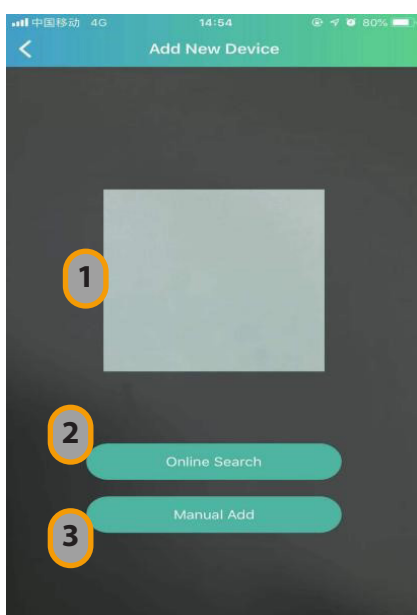 中国移动 4G 14:54 80%
Add New Device
1
2
Online Search
3
Manual Add